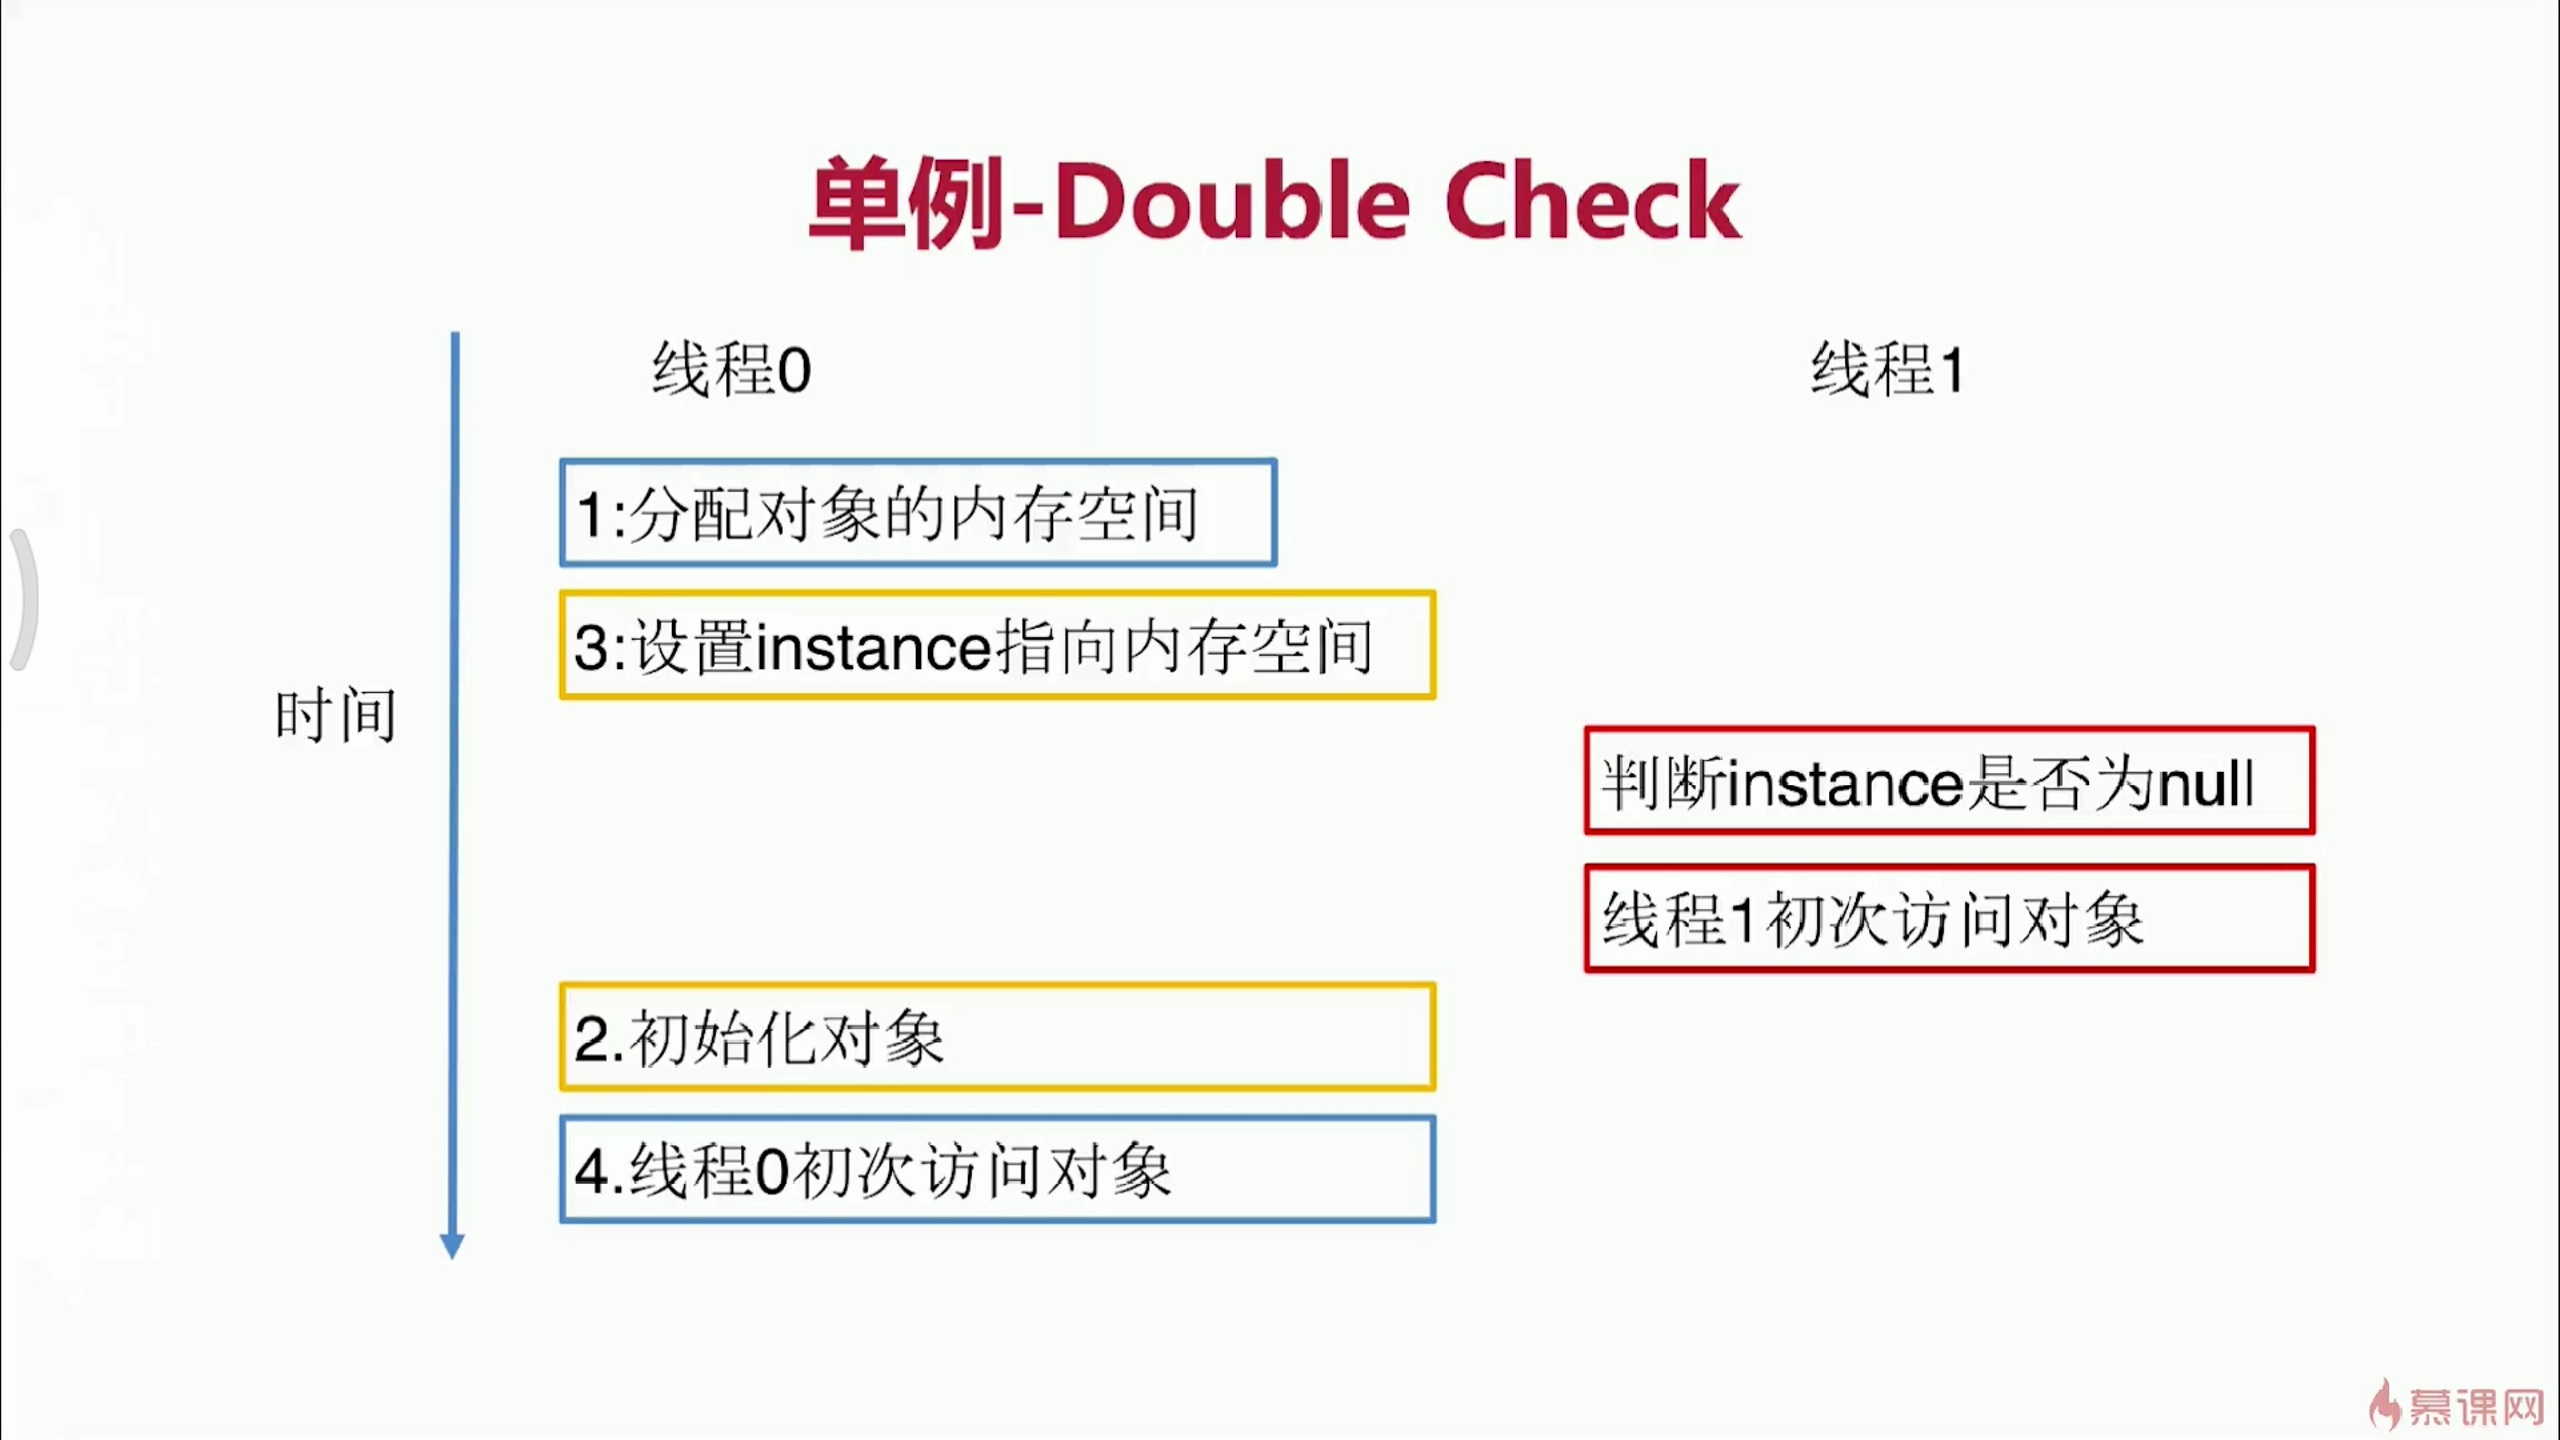 单例-Double Check
线程0
线程1
1:分配对象的内存空间
3:设置instance指向内存空间
时间
判断instance是否为null
线程1初次访问对象
2.初始化对象
4.线程0初次访问对象
慕课网